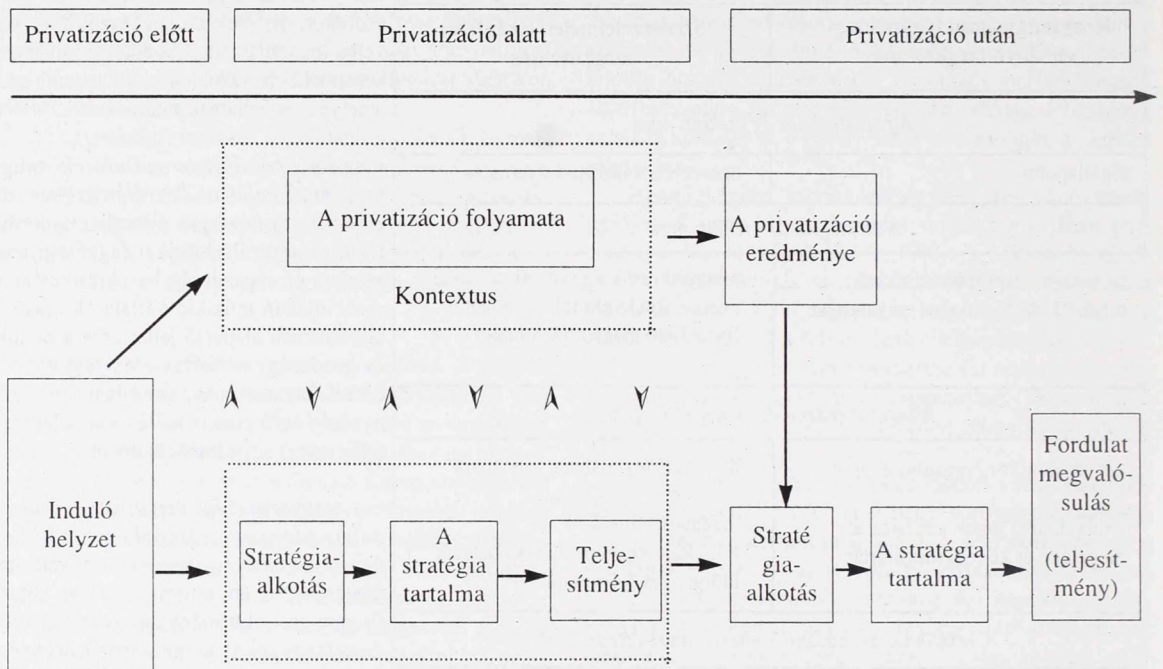 Privatizáció előtt
Privatizáció alatt
Privatizáció után
A privatizáció folyamata
Kontextus
A privatizáció
eredménye
Induló
helyzet
Stratégia-
alkotás
A
stratégia
tartalma
Telje-
sítmény
Straté
gia-
alkotás
A stratégia
tartalma
Fordulat
megvaló-
sulás
(teljesít-
mény)